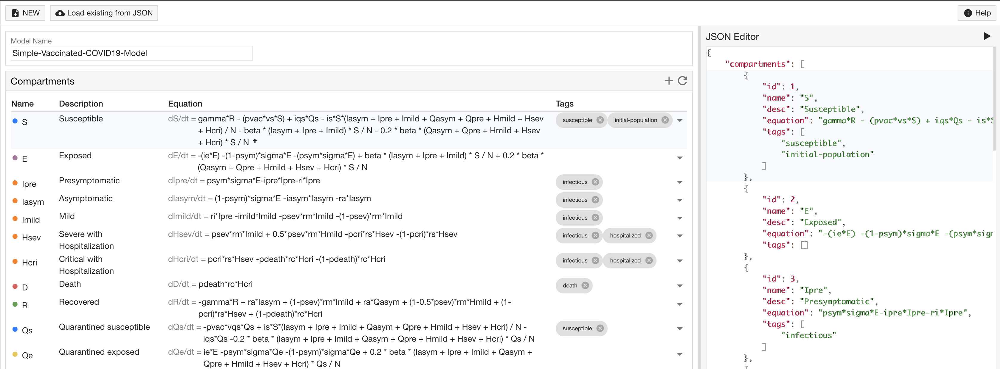 NEW
Load existing from JSON
Help
Model Name
Simple-Vaccinated-COVID19-Model
Compartments
Name Description Equation Tags
S Susceptible dS/dt = gamma*R - (pvac*vs*S) + iqs*Qs - is*S*(Iasym + Ipre + Imild + Qasym + Qpre + Hmild + Hsev susceptible initial-population
+ Hcri) / N - beta * (Iasym + Ipre + Imild) * S / N - 0.2 * beta * (Qasym + Qpre + Hmild + Hsev
+ Hcri) * S / N +
E Exposed dE/dt = -(ie*E) -(1-psym)*sigma*E -(psym*sigma*E) + beta * (Iasym + Ipre + Imild) * S / N + 0.2 * beta *
(Qasym + Qpre + Hmild + Hsev + Hcri) * S / N
Ipre Presymptomatic dIpre/dt = psym*sigma*E-ipre*Ipre-ri*Ipre infectious
Iasym Asymptomatic dIasym/dt = (1-psym)*sigma*E -iasym*Iasym -ra*Iasym infectious
Imild Mild dImild/dt = ri*Ipre -imild*Imild -psev*rm*Imild -(1-psev)*rm*Imild infectious
Hsev Severe with dHsev/dt = psev*rm*Imild + 0.5*psev*rm*Hmild -pcri*rs*Hsev -(1-pcri)*rs*Hsev infectious hospitalized
Hospitalization
Hcri Critical with dHcri/dt = pcri*rs*Hsev -pdeath*rc*Hcri -(1-pdeath)*rc*Hcri infectious hospitalized
Hospitalization
D Death dD/dt = pdeath*rc*Hcri death
R Recovered dR/dt = -gamma*R + ra*Iasym + (1-psev)*rm*Imild + ra*Qasym + (1-0.5*psev)*rm*Hmild + (1-
pcri)*rs*Hsev + (1-pdeath)*rc*Hcri
Qs Quarantined susceptible dQs/dt = -pvac*vqs*Qs + is*S*(Iasym + Ipre + Imild + Qasym + Qpre + Hmild + Hsev + Hcri) / N - susceptible
iqs*Qs -0.2 * beta * (Iasym + Ipre + Imild + Qasym + Qpre + Hmild + Hsev + Hcri) * Qs / N
Qe Quarantined exposed dQe/dt = ie*E -psym*sigma*Qe -(1-psym)*sigma*Qe + 0.2 * beta * (Iasym + Ipre + Imild + Qasym +
Qpre + Hmild + Hsev + Hcri) * Qs / N
JSON Editor
{
"compartments": [
{
"id": 1,
"name": "S",
"desc": "Susceptible",
"equation": "gamma*R - (pvac*vs*S) + iqs*Qs - is*S
"tags": [
"susceptible",
"initial-population"
]
},
{
"id": 2,
"name": "E",
"desc": "Exposed",
"equation": "-(ie*E) -(1-psym)*sigma*E -(psym*sigm
"tags": []
},
{
"id": 3,
"name": "Ipre",
"desc": "Presymptomatic",
"equation": "psym*sigma*E-ipre*Ipre-ri*Ipre",
"tags": [
"infectious"
]
},
{